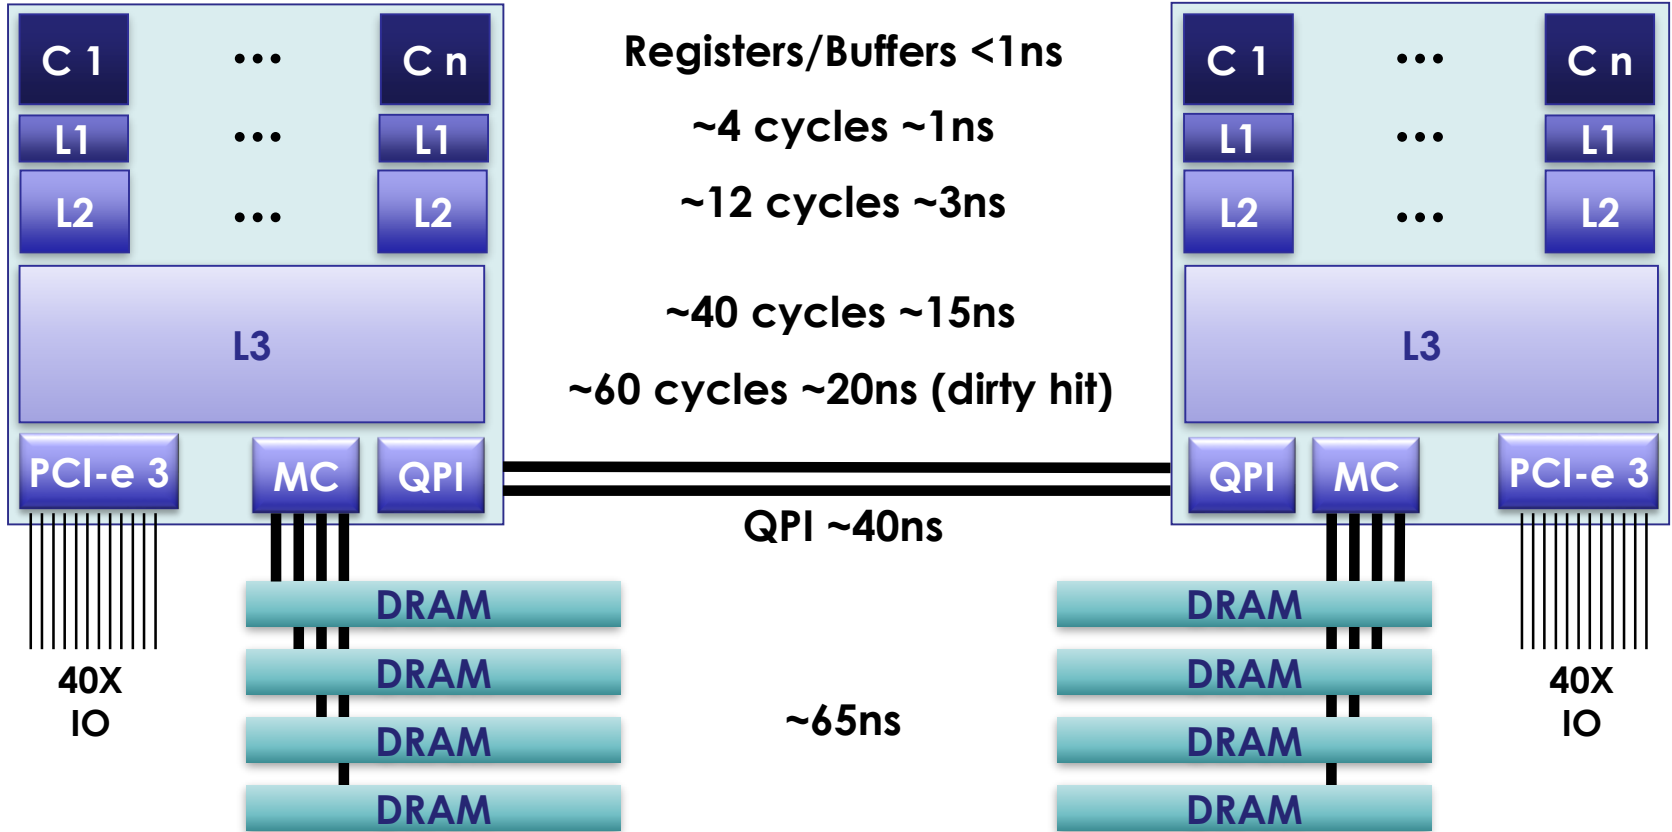 C 1 ... C n
Registers/Buffers <1ns
C 1 ... C n
L1 ... L1
~4 cycles ~1ns
L1 ... L1
L2 ... L2
~12 cycles ~3ns
L2 ... L2
L3
~40 cycles ~15ns
~60 cycles ~20ns (dirty hit)
L3
PCI-e 3
MC
QPI
QPI ~40ns
QPI
MC
PCI-e 3
DRAM
DRAM
DRAM
DRAM
40X
IO
~65ns
DRAM
DRAM
DRAM
DRAM
40X
IO